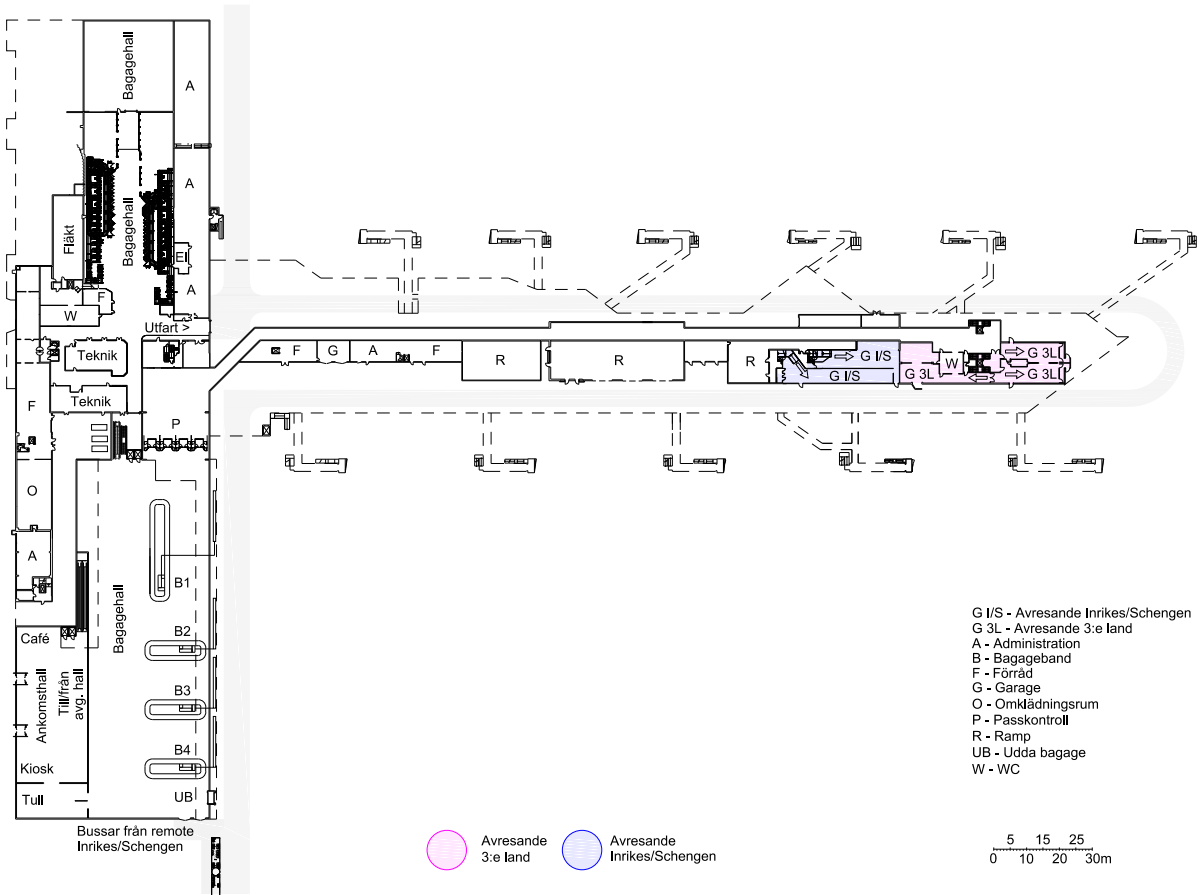 Bagagehall
A
A
Bagagehall
Fläkt
El
A
F
W
Utfart >
Teknik
Teknik
F
P
F
G
A
F
R
R
R
G I/S
G I/S
G 3L
W
G 3L
G 3L
O
A
Bagagehall
B1
B2
B3
B4
UB
Café
Ankomsthall
Till/från
avg. hall
Kiosk
Tull
Bussar från remote
Inrikes/Schengen
G I/S - Avresande Inrikes/Schengen
G 3L - Avresande 3:e land
A - Administration
B - Bagageband
F - Förråd
G - Garage
O - Omklädningsrum
P - Passkontroll
R - Ramp
UB - Udda bagage
W - WC
Avresande
3:e land
Avresande
Inrikes/Schengen
5 15 25
0 10 20 30m